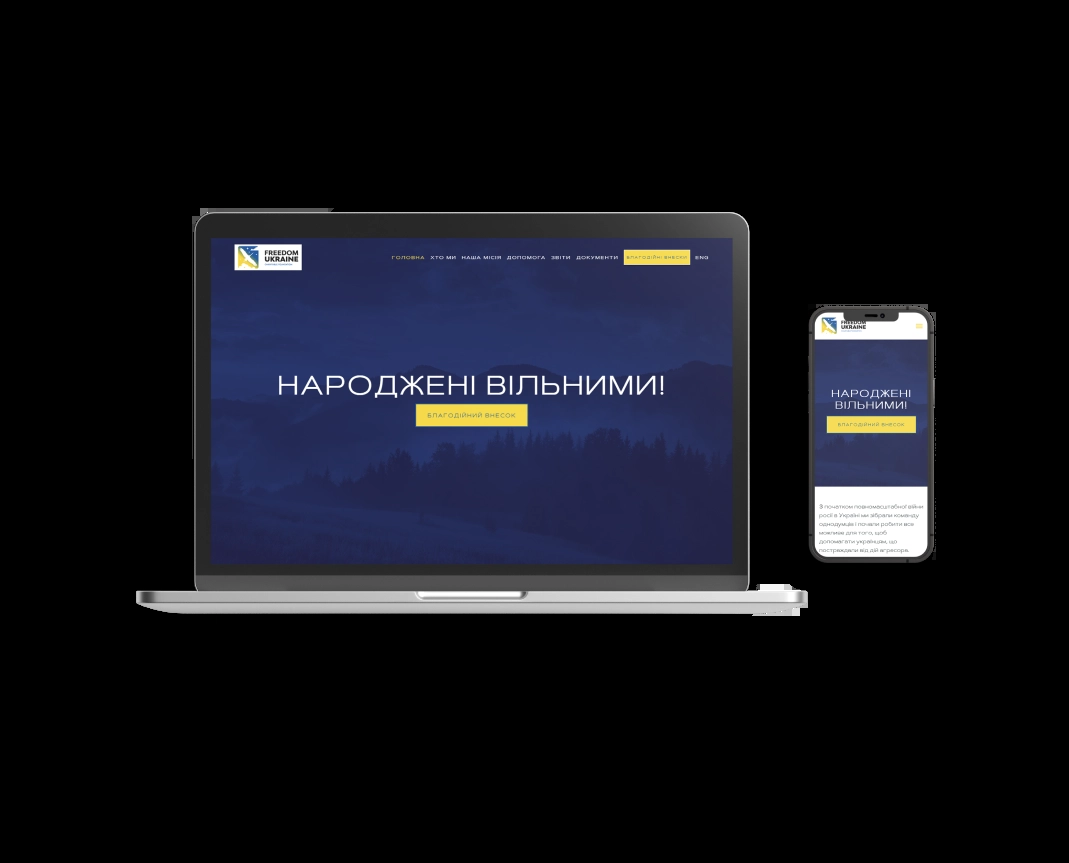 FREEDOM
UKRAINE
ГОЛОВНА ХТО МИ НАША МІСІЯ ДОПОМОГА ЗВІТИ ДОКУМЕНТИ БЛАГОДІЙНІ ВНЕСКИ ENG
НАРОДЖЕНІ ВІЛЬНИМИ!
БЛАГОДІЙНИЙ ВНЕСОК
FREEDOM
UKRAINE
НАРОДЖЕНІ
ВІЛЬНИМИ!
БЛАГОДІЙНИЙ ВНЕСОК
З початком повномасштабної війни
росії в Україні ми зібрали команду
однодумців і почали робити все
можливе для того, щоб
допомагати українцям, що
постраждали від дій агресора.